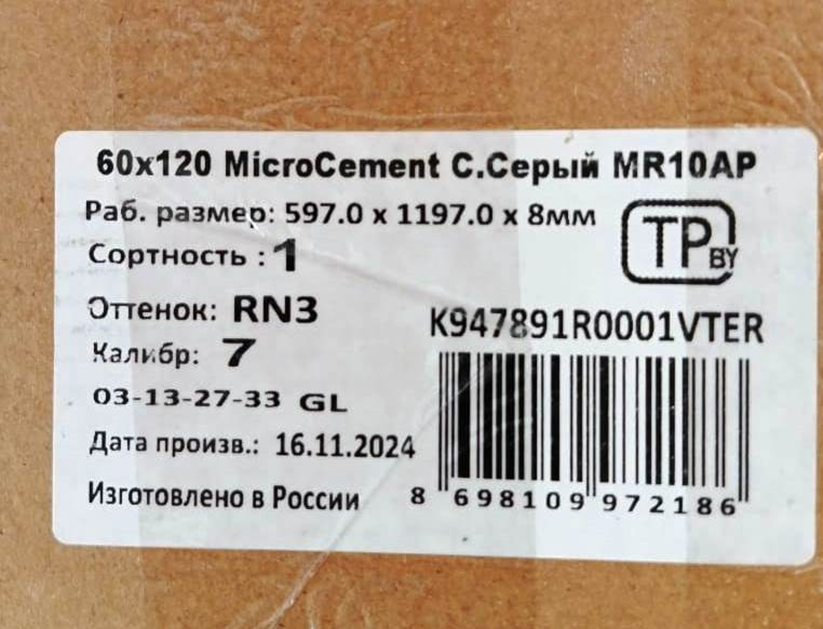 60x120 MicroCement С.Серый MR10AP
Раб. размер: 597.0 x 1197.0 x 8мм
TP BY
Сортность : 1
Оттенок: RN3
K947891R0001VTER
Калибр: 7
03-13-27-33 GL
Дата произв.: 16.11.2024
Изготовлено в России
8 698109 972186